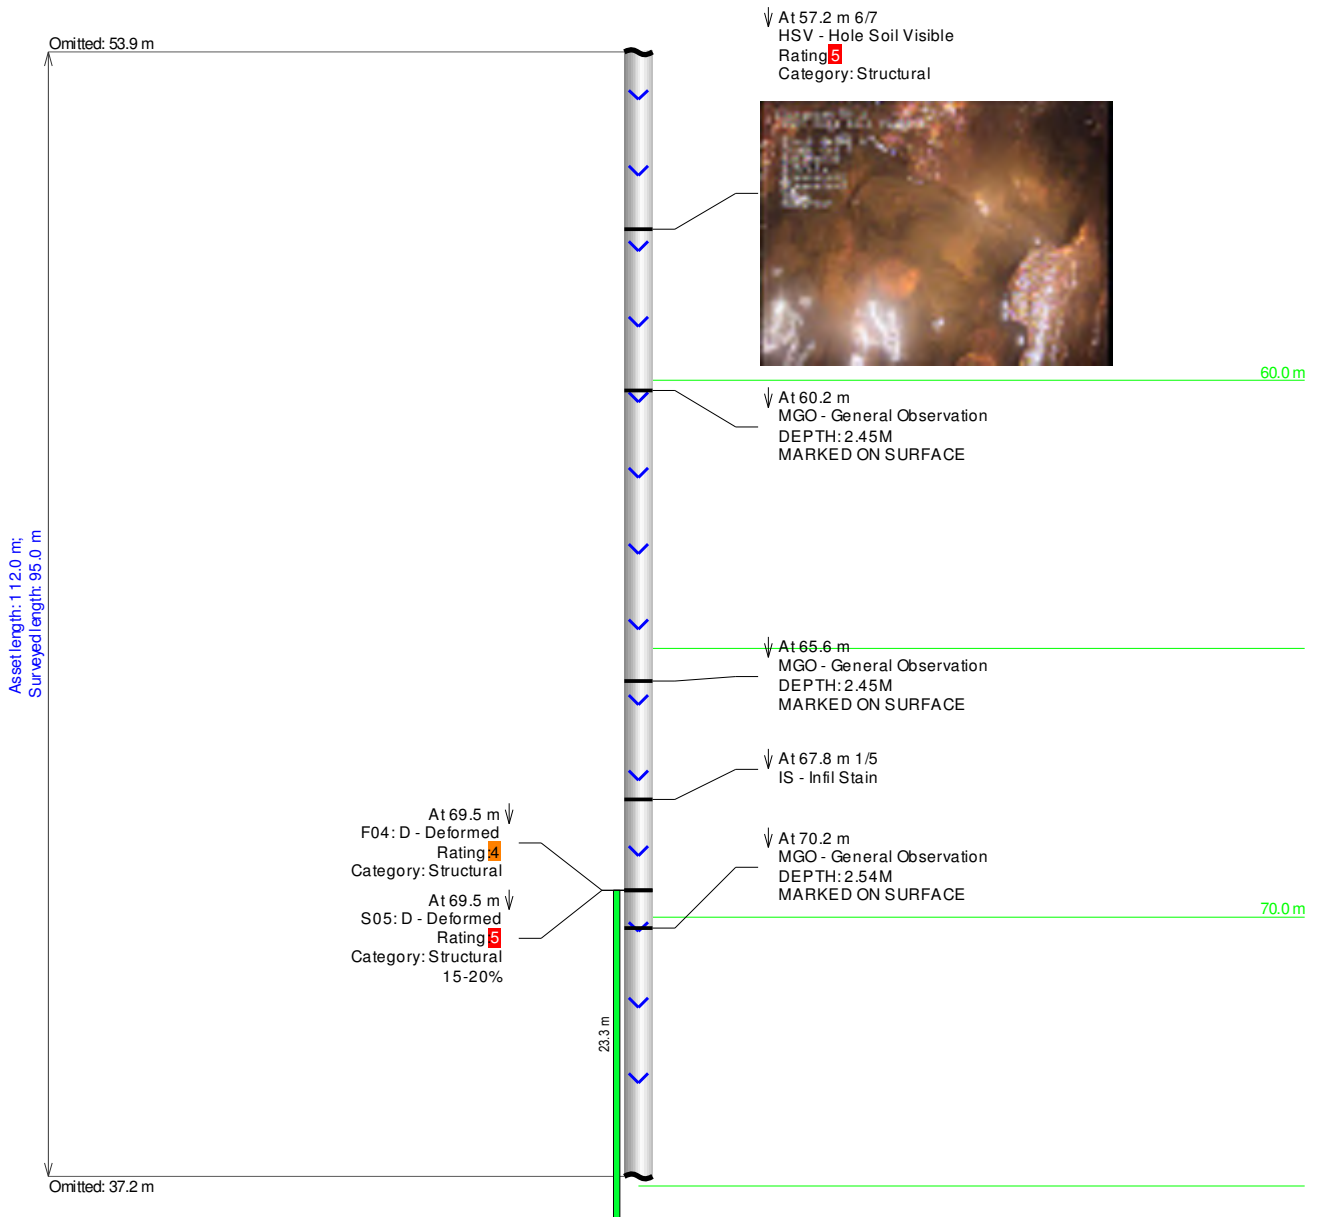 Omitted: 53.9 m
At 57.2 m 6/7
HSV - Hole Soil Visible
Rating 5
Category: Structural
60.0 m
At 60.2 m
MGO - General Observation
DEPTH: 2.45M
MARKED ON SURFACE
Asset length: 112.0 m;
Surveyed length: 95.0 m
At 65.6 m
MGO - General Observation
DEPTH: 2.45M
MARKED ON SURFACE
At 67.8 m 1/5
IS - Infil Stain
At 69.5 m
F04: D - Deformed
Rating:4
Category: Structural
At 69.5 m
S05: D - Deformed
Rating:5
Category: Structural
15-20%
At 70.2 m
MGO - General Observation
DEPTH: 2.54M
MARKED ON SURFACE
70.0 m
23.3 m
Omitted: 37.2 m